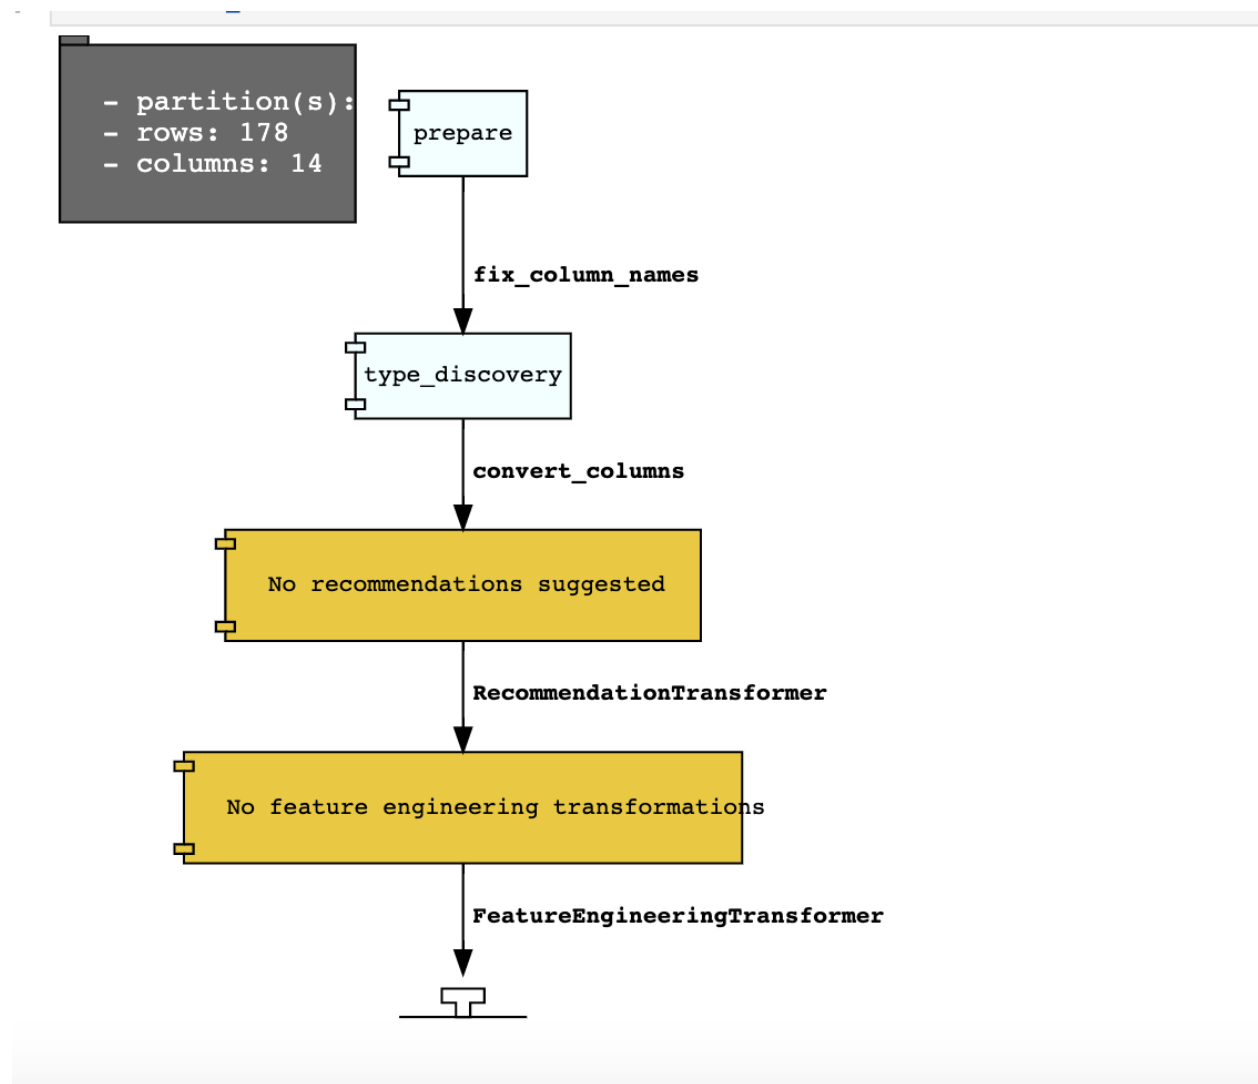 - partition(s):
- rows: 178
- columns: 14
prepare
fix_column_names
type_discovery
convert_columns
No recommendations suggested
RecommendationTransformer
No feature engineering transformations
FeatureEngineeringTransformer